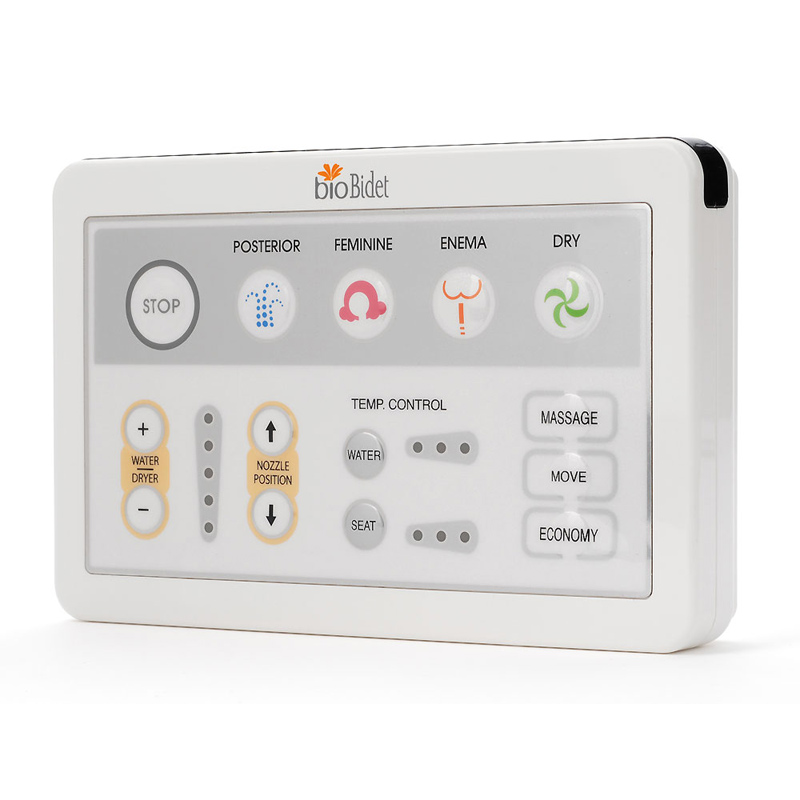 bioBidet
POSTERIOR
FEMININE
ENEMA
DRY
STOP
+
WATER
DRYER
−
↑
NOZZLE
POSITION
↓
TEMP. CONTROL
WATER
SEAT
MASSAGE
MOVE
ECONOMY